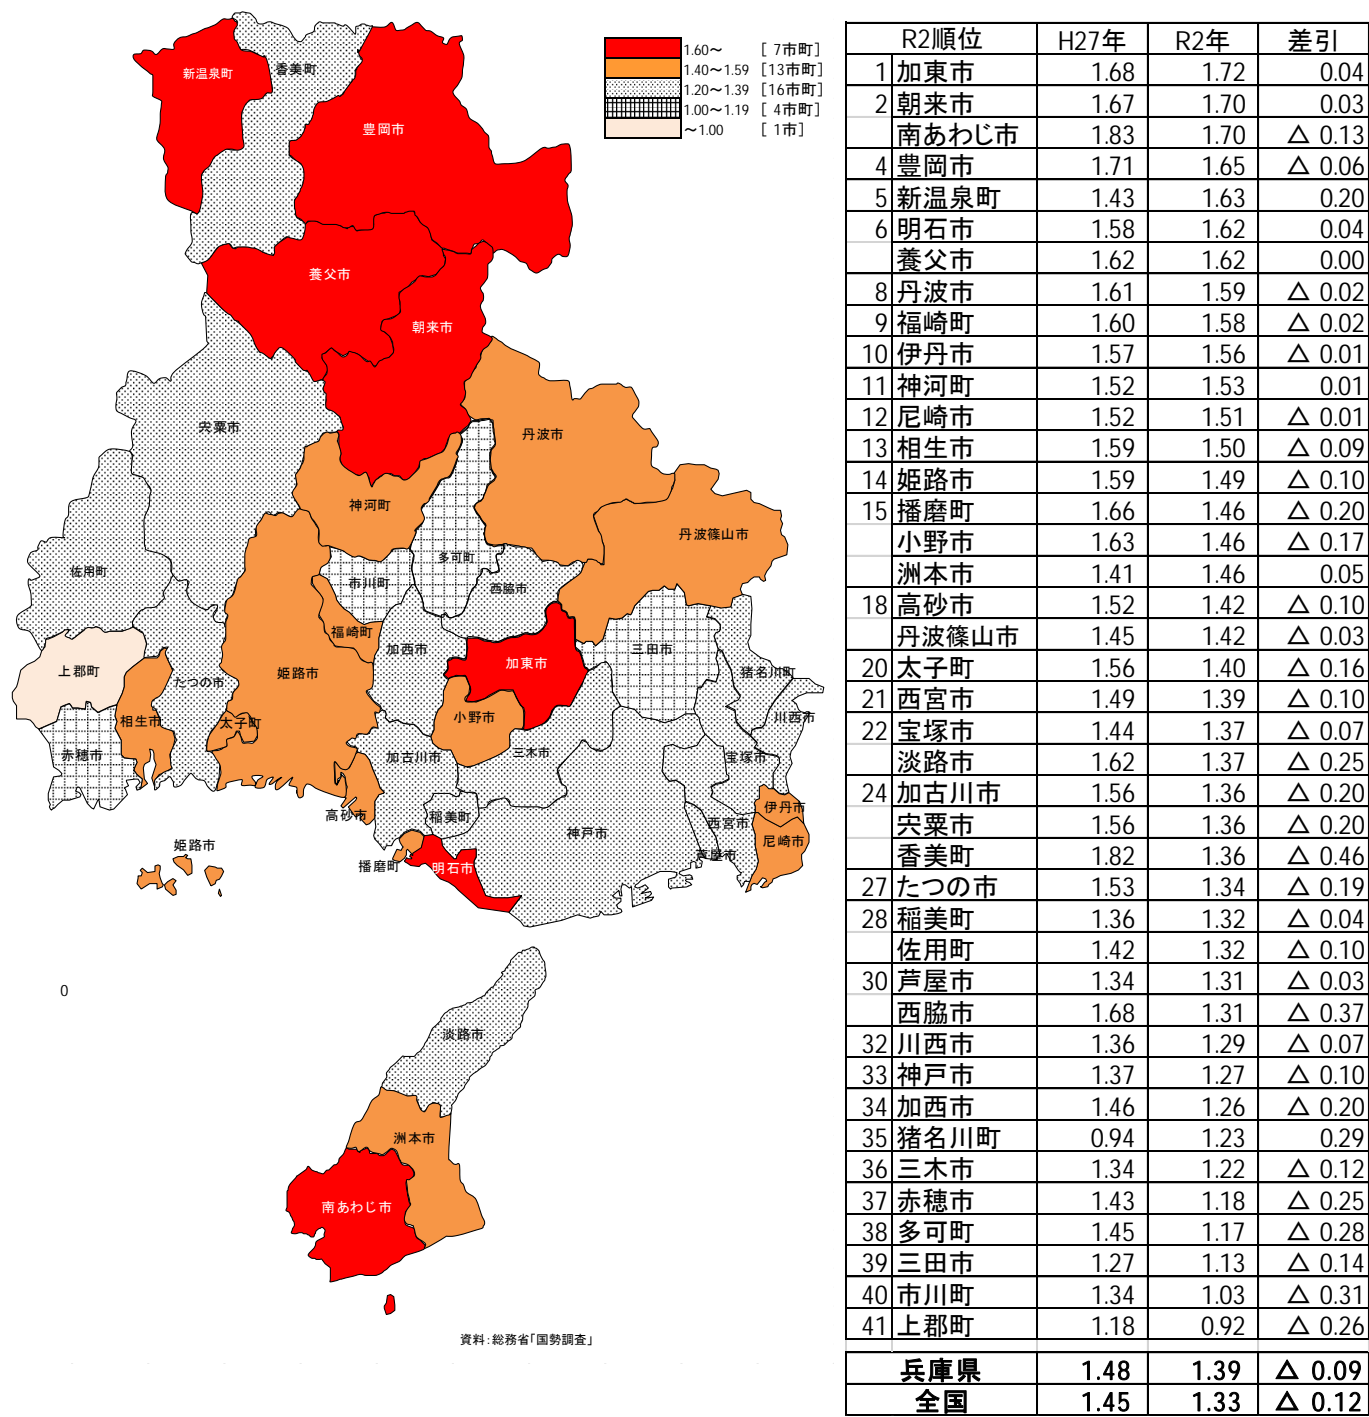 1.60～ [ 7市町]
1.40～1.59 [13市町]
1.20～1.39 [16市町]
1.00～1.19 [ 4市町]
～1.00 [ 1市]
新温泉町
香美町
豊岡市
養父市
朝来市
宍粟市
丹波市
神河町
丹波篠山市
多可町
佐用町
市川町
西脇市
福崎町
加西市
加東市
三田市
上郡町
たつの市
姫路市
猪名川町
相生市
太子町
小野市
川西市
赤穂市
加古川市
三木市
宝塚市
高砂市
稲美町
神戸市
西宮市
伊丹市
尼崎市
姫路市
播磨町
明石市
芦屋市
0
淡路市
洲本市
南あわじ市
資料：総務省「国勢調査」
R2順位 H27年 R2年 差引
1 加東市 1.68 1.72 0.04
2 朝来市 1.67 1.70 0.03
南あわじ市 1.83 1.70 △ 0.13
4 豊岡市 1.71 1.65 △ 0.06
5 新温泉町 1.43 1.63 0.20
6 明石市 1.58 1.62 0.04
養父市 1.62 1.62 0.00
8 丹波市 1.61 1.59 △ 0.02
9 福崎町 1.60 1.58 △ 0.02
10 伊丹市 1.57 1.56 △ 0.01
11 神河町 1.52 1.53 0.01
12 尼崎市 1.52 1.51 △ 0.01
13 相生市 1.59 1.50 △ 0.09
14 姫路市 1.59 1.49 △ 0.10
15 播磨町 1.66 1.46 △ 0.20
小野市 1.63 1.46 △ 0.17
洲本市 1.41 1.46 0.05
18 高砂市 1.52 1.42 △ 0.10
丹波篠山市 1.45 1.42 △ 0.03
20 太子町 1.56 1.40 △ 0.16
21 西宮市 1.49 1.39 △ 0.10
22 宝塚市 1.44 1.37 △ 0.07
淡路市 1.62 1.37 △ 0.25
24 加古川市 1.56 1.36 △ 0.20
宍粟市 1.56 1.36 △ 0.20
香美町 1.82 1.36 △ 0.46
27 たつの市 1.53 1.34 △ 0.19
28 稲美町 1.36 1.32 △ 0.04
佐用町 1.42 1.32 △ 0.10
30 芦屋市 1.34 1.31 △ 0.03
西脇市 1.68 1.31 △ 0.37
32 川西市 1.36 1.29 △ 0.07
33 神戸市 1.37 1.27 △ 0.10
34 加西市 1.46 1.26 △ 0.20
35 猪名川町 0.94 1.23 0.29
36 三木市 1.34 1.22 △ 0.12
37 赤穂市 1.43 1.18 △ 0.25
38 多可町 1.45 1.17 △ 0.28
39 三田市 1.27 1.13 △ 0.14
40 市川町 1.34 1.03 △ 0.31
41 上郡町 1.18 0.92 △ 0.26
兵庫県 1.48 1.39 △ 0.09
全国 1.45 1.33 △ 0.12